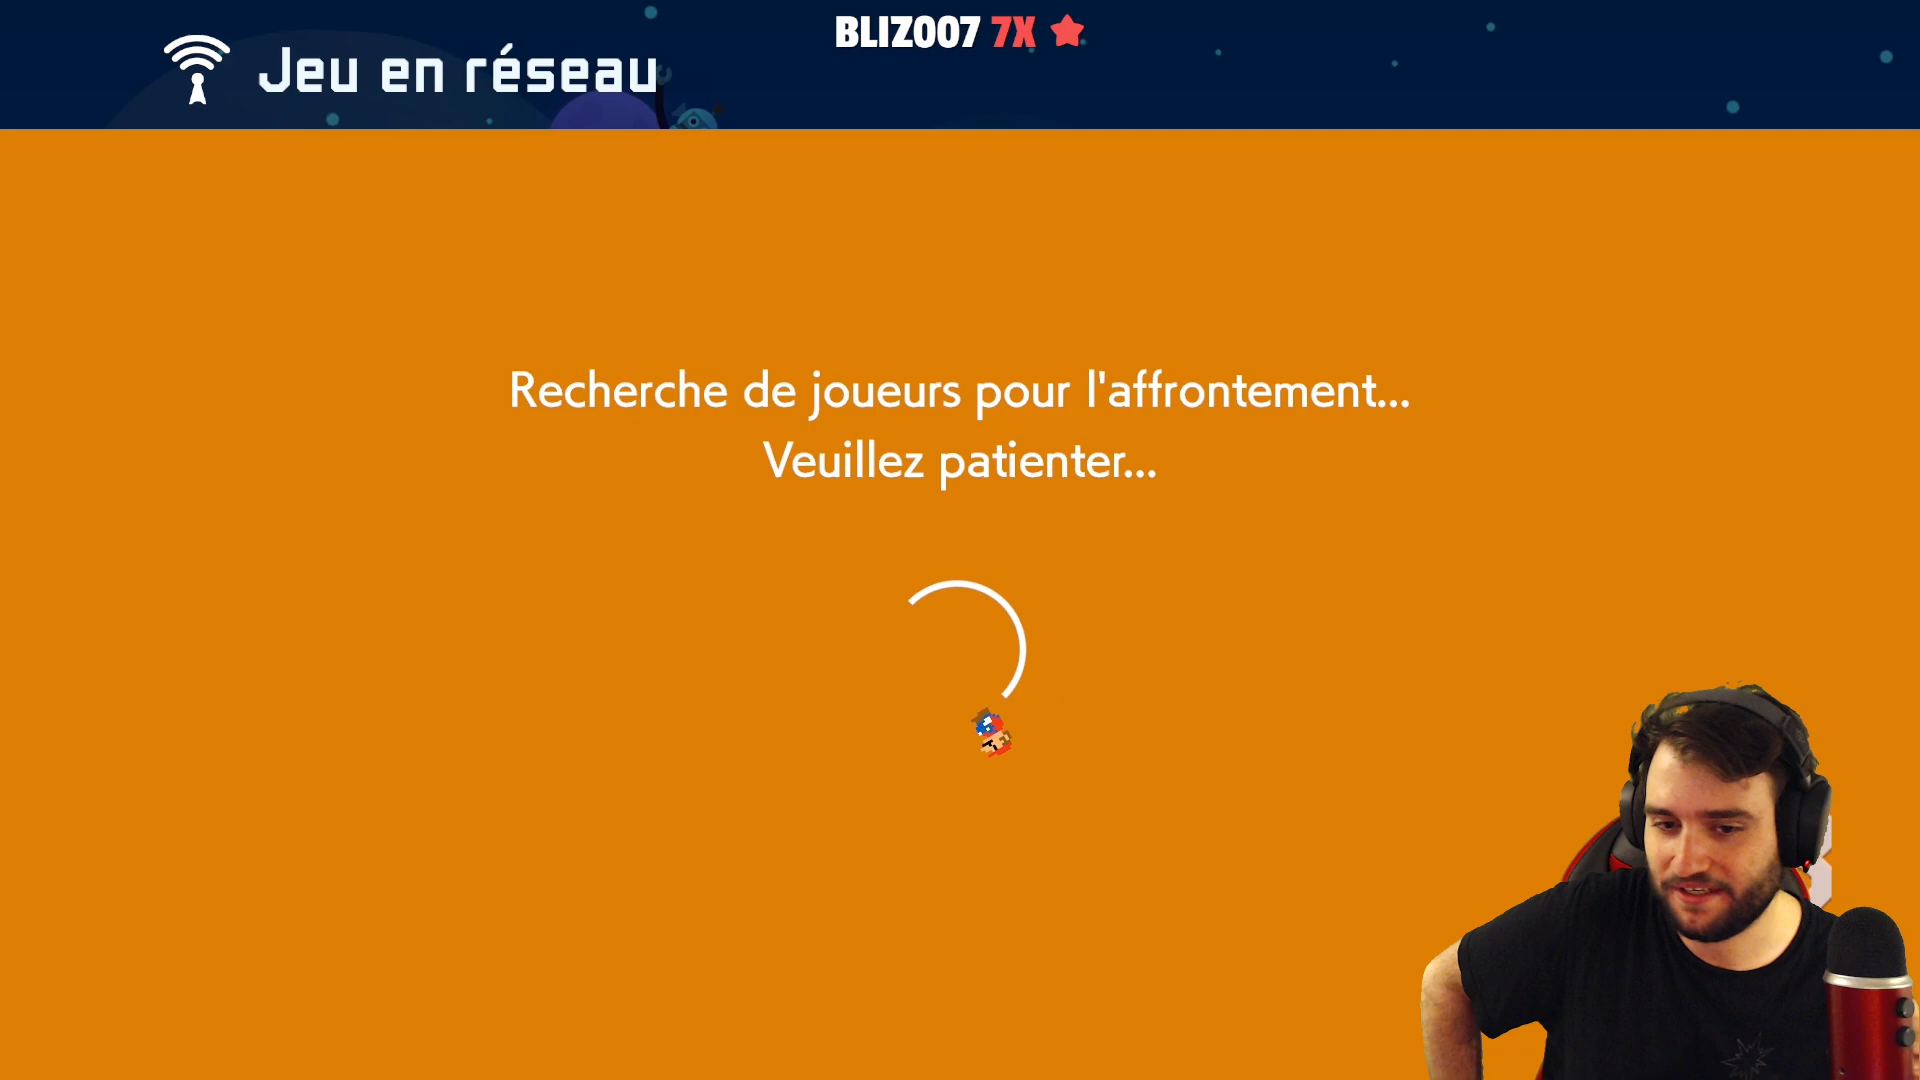 BLIZ007 7X
Jeu en réseau
Recherche de joueurs pour l'affrontement...
Veuillez patienter...